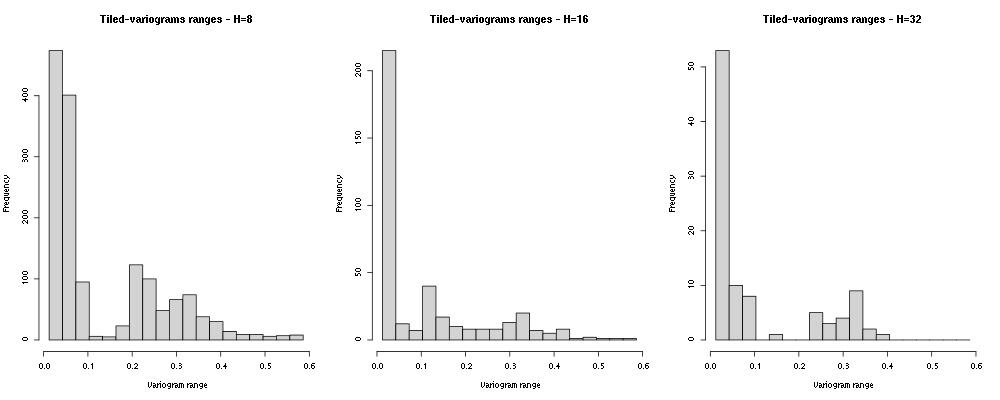 Tiled-variograms ranges - H=8
Frequency
400
300
200
100
0
0.0 0.1 0.2 0.3 0.4 0.5 0.6
Variogram range
Tiled-variograms ranges - H=16
Frequency
200
150
100
50
0
0.0 0.1 0.2 0.3 0.4 0.5 0.6
Variogram range
Tiled-variograms ranges - H=32
Frequency
50
40
30
20
10
0
0.0 0.1 0.2 0.3 0.4 0.5 0.6
Variogram range